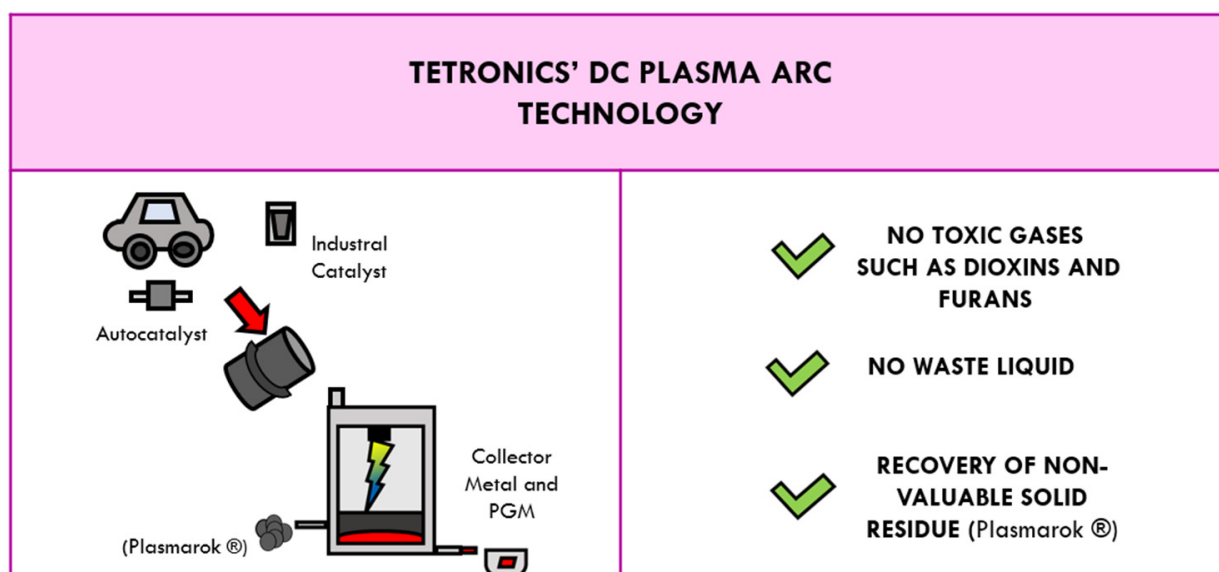 TETRONICS' DC PLASMA ARC
TECHNOLOGY
Industral
Catalyst
Autocatalyst
Collector
Metal and
PGM
(Plasmarok ®)
NO TOXIC GASES
SUCH AS DIOXINS AND
FURANS
NO WASTE LIQUID
RECOVERY OF NON-
VALUABLE SOLID
RESIDUE (Plasmarok ®)